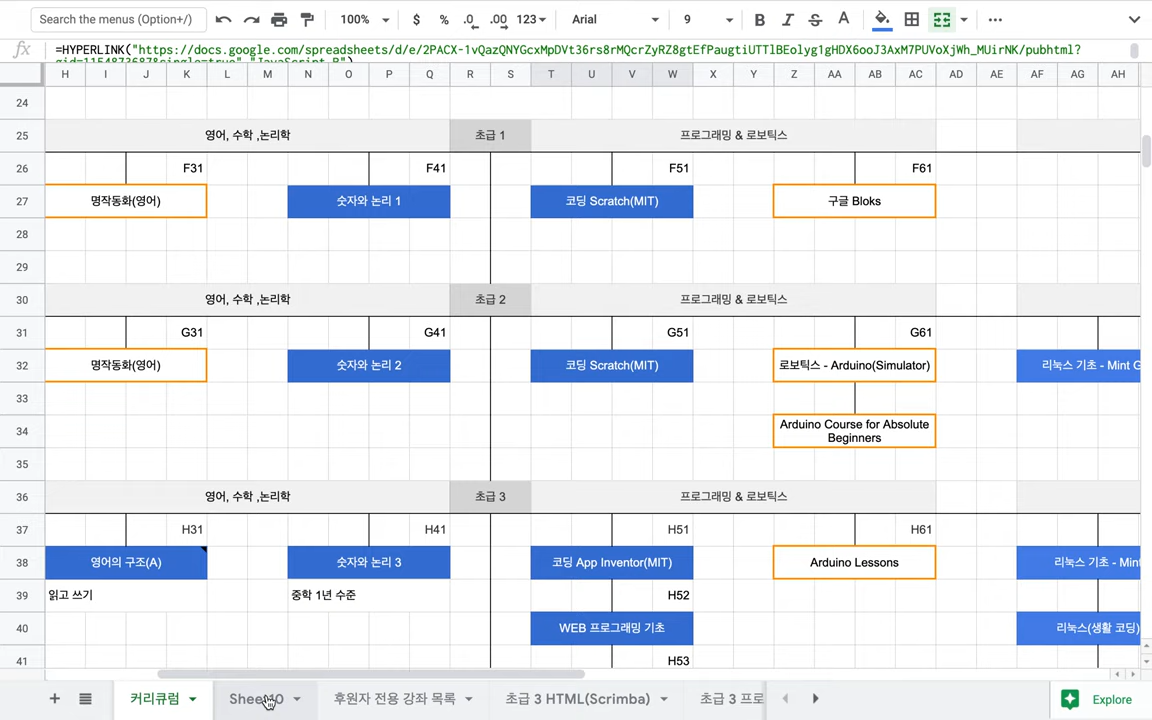 Search the menus (Option+/)
100%
$ % .0 .00 123
Arial
9
B I S A
fx
=HYPERLINK("https://docs.google.com/spreadsheets/d/e/2PACX-1vQazQNYGcxMpDVt36rs8rMQcrZyRZ8gtEfPaugtiUTTlBEolyg1gHDX6ooJ3AxM7PUVoXjWh_MUirNK/pubhtml?
gid=1154873687&single=true","JavaScript B")
H I J K L M N O P Q R S T U V W X Y Z AA AB AC AD AE AF AG AH
24
25 영어, 수학 ,논리학 초급 1 프로그래밍 & 로보틱스
26 F31 F41 F51 F61
27 명작동화(영어) 숫자와 논리 1 코딩 Scratch(MIT) 구글 Bloks
28
29
30 영어, 수학 ,논리학 초급 2 프로그래밍 & 로보틱스
31 G31 G41 G51 G61
32 명작동화(영어) 숫자와 논리 2 코딩 Scratch(MIT) 로보틱스 - Arduino(Simulator) 리눅스 기초 - Mint G
33
34 Arduino Course for Absolute
Beginners
35
36 영어, 수학 ,논리학 초급 3 프로그래밍 & 로보틱스
37 H31 H41 H51 H61
38 영어의 구조(A) 숫자와 논리 3 코딩 App Inventor(MIT) Arduino Lessons 리눅스 기초 - Mint
39 읽고 쓰기 중학 1년 수준 H52
40 WEB 프로그래밍 기초 리눅스(생활 코딩)
41 H53
커리큘럼 Sheet10 후원자 전용 강좌 목록 초급 3 HTML(Scrimba) 초급 3 프로 Explore